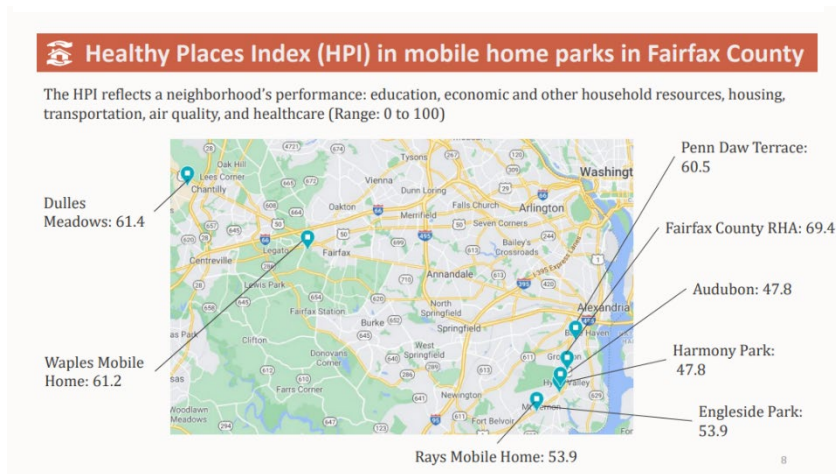 Healthy Places Index (HPI) in mobile home parks in Fairfax County
The HPI reflects a neighborhood's performance: education, economic and other household resources, housing,
transportation, air quality, and healthcare (Range: 0 to 100)
Dulles
Meadows: 61.4
Waples Mobile
Home: 61.2
Penn Daw Terrace:
60.5
Fairfax County RHA: 69.4
Audubon: 47.8
Harmony Park:
47.8
Engleside Park:
53.9
Rays Mobile Home: 53.9
Oak Hill
Lees Corner
Chantilly
Tysons
Vienna
Dunn Loring
Oakton
Merrifield
Falls Church
Seven Corners
Arlington
Washingt
Bailey's
Crossroads
Legato
Fairfax
Centreville
Annandale
I-395 Express Lanes
Fairfax Station
Burke
North
Springfield
Springfield
West
Springfield
Alexandria
Clifton
Donovans
Corner
Farrs Corner
Newington
Fort Belvoir
Woodlawn
Meadows
8